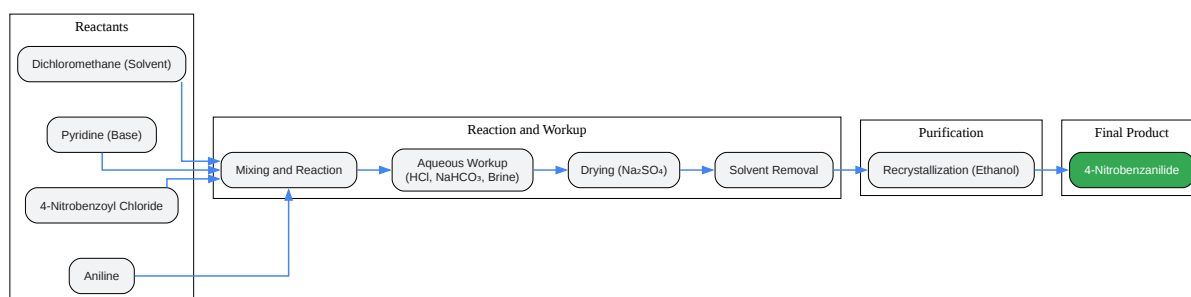 Reactants
Dichloromethane (Solvent)
Pyridine (Base)
4-Nitrobenzoyl Chloride
Aniline
Reaction and Workup
Mixing and Reaction
Aqueous Workup
(HCl, NaHCO₃, Brine)
Drying (Na₂SO₄)
Solvent Removal
Purification
Recrystallization (Ethanol)
Final Product
4-Nitrobenzanilide